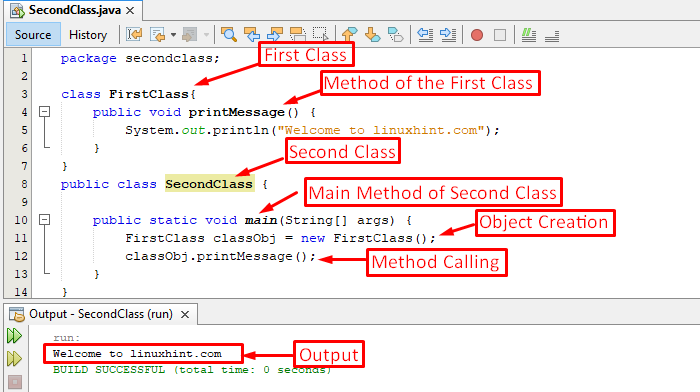 SecondClass.java
Source History
First Class
1 package secondclass;
2
Method of the First Class
3 class FirstClass{
4 public void printMessage() {
5 System.out.println("Welcome to linuxhint.com");
6 }
Second Class
7 }
8 public class SecondClass {
9
Main Method of Second Class
10 public static void main(String[] args) {
Object Creation
11 FirstClass classObj = new FirstClass();
12 classObj.printMessage();
Method Calling
13 }
14 }
Output - SecondClass (run)
run:
Welcome to linuxhint.com
Output
BUILD SUCCESSFUL (total time: 0 seconds)